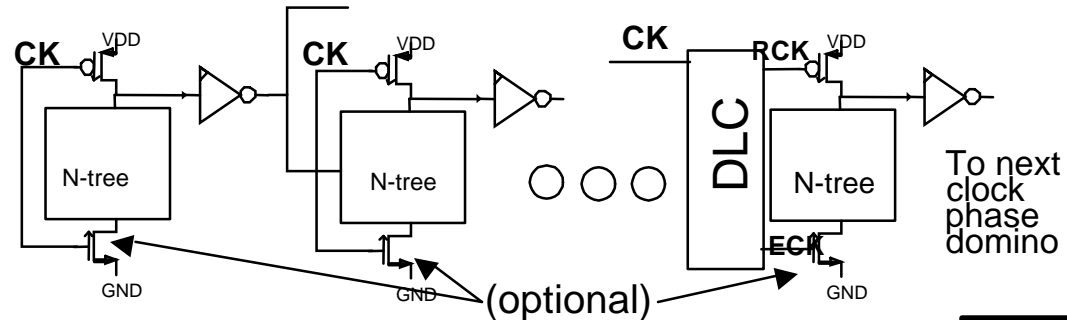 CK
VDD
N-tree
GND
CK
VDD
N-tree
GND
CK
DLC
RCK
VDD
N-tree
ECK
GND
To next
clock
phase
domino
(optional)